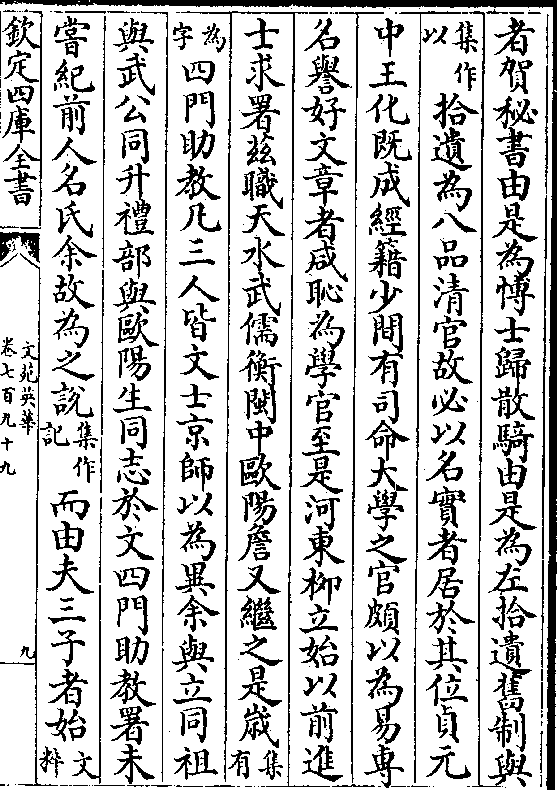 者賀秘書由是為博士歸散騎由是為左拾遺舊制與
集作以拾遺為八品清官故必以名實者居於其位貞元
中王化既成經籍少間有司命大學之官頗以為易專
名譽好文章者咸恥為學官至是河東柳立始以前進
士求署兹職天水武儒衡閩中歐陽詹又繼之是嵗集有
為字四門助教凡三人皆文士京師以為異余與立同祖
與武公同升禮部與歐陽生同志於文四門助教署未
嘗紀前人名氏余故為之說集作記而由夫三子者始文粹
欽定四庫全書
文苑英華
卷七百九十九
九